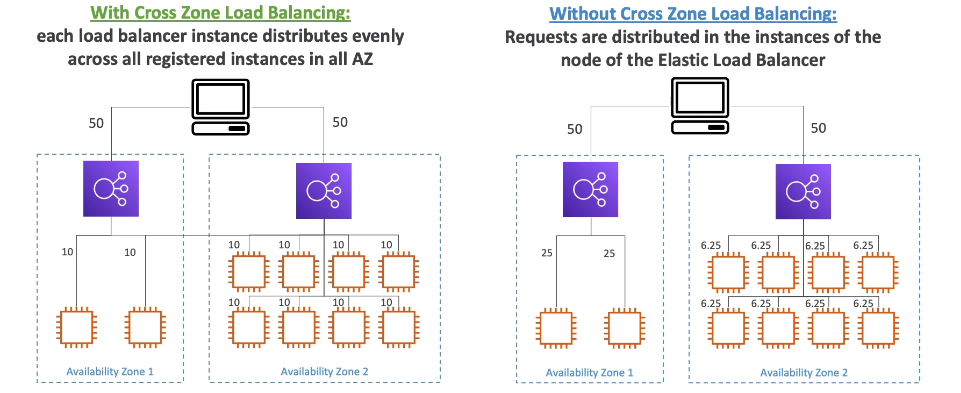 With Cross Zone Load Balancing:
each load balancer instance distributes evenly
across all registered instances in all AZ
50
50
10
10
10
10
10
10
10
10
10
10
Availability Zone 1
Availability Zone 2
Without Cross Zone Load Balancing:
Requests are distributed in the instances of the
node of the Elastic Load Balancer
50
50
25
25
6.25
6.25
6.25
6.25
6.25
6.25
6.25
6.25
Availability Zone 1
Availability Zone 2